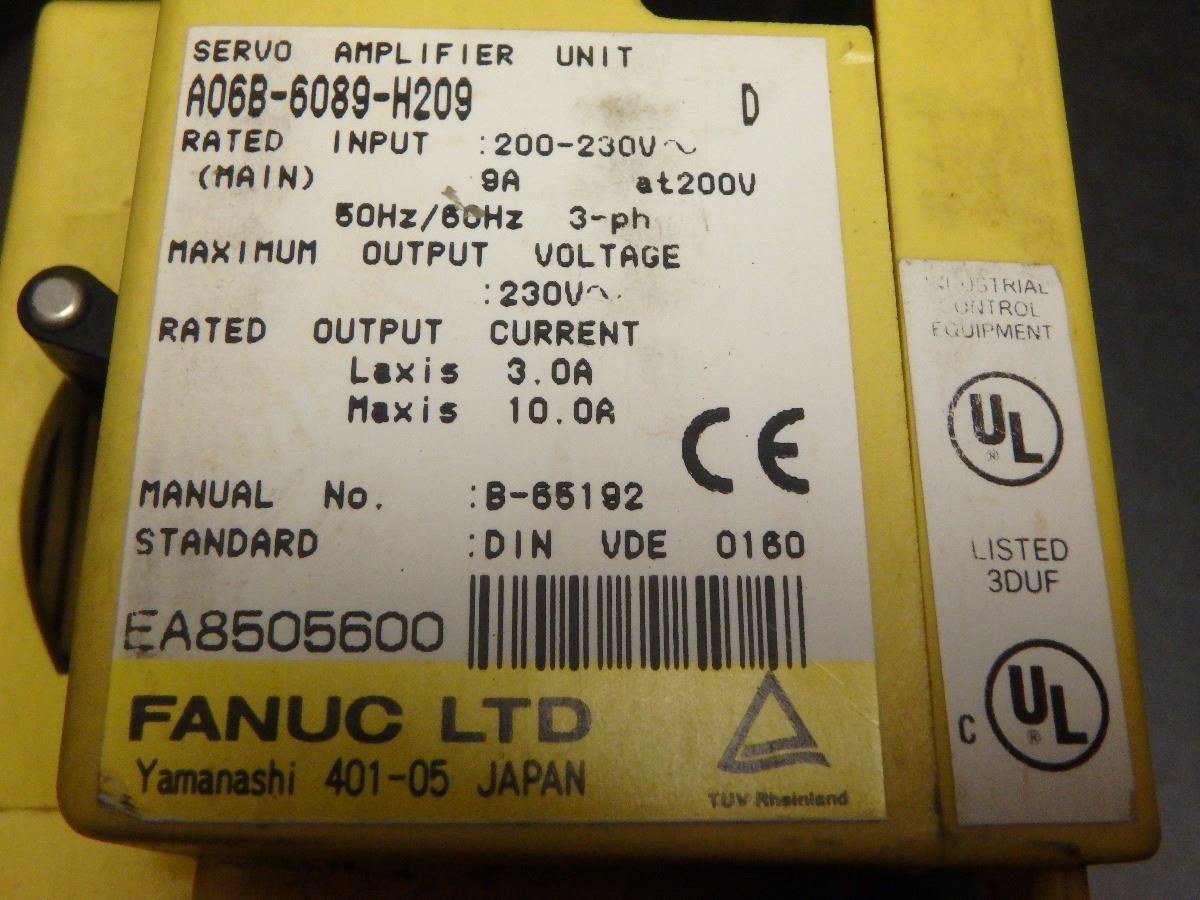 SERVO AMPLIFIER UNIT
A06B-6089-H209 D
RATED INPUT :200-230V~
(MAIN) 9A at200V
50Hz/60Hz 3-ph
MAXIMUM OUTPUT VOLTAGE
:230V~
RATED OUTPUT CURRENT
Laxis 3.0A
Maxis 10.0A
CE
MANUAL No. :B-65192
STANDARD :DIN VDE 0160
EA8505600
FANUC LTD
Yamanashi 401-05 JAPAN
TUV Rheinland
INDUSTRIAL
CONTROL
EQUIPMENT
UL
®
LISTED
3DUF
C UL
®